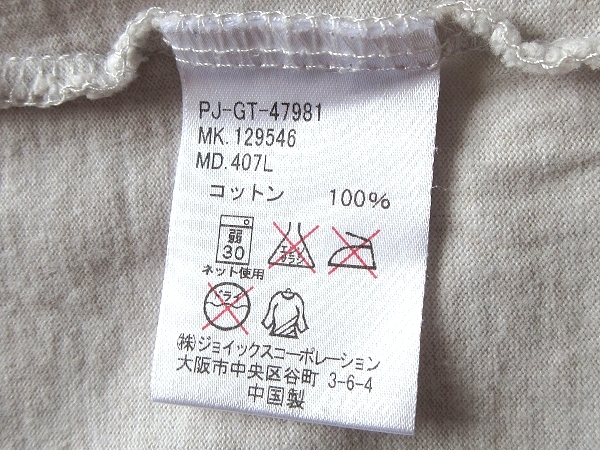 PJ-GT-47981
MK.129546
MD.407L
コットン 100%
弱
30
ネット使用
エンソ
サラシ
ドライ
(株)ジョイックスコーポレーション
大阪市中央区谷町 3-6-4
中国製